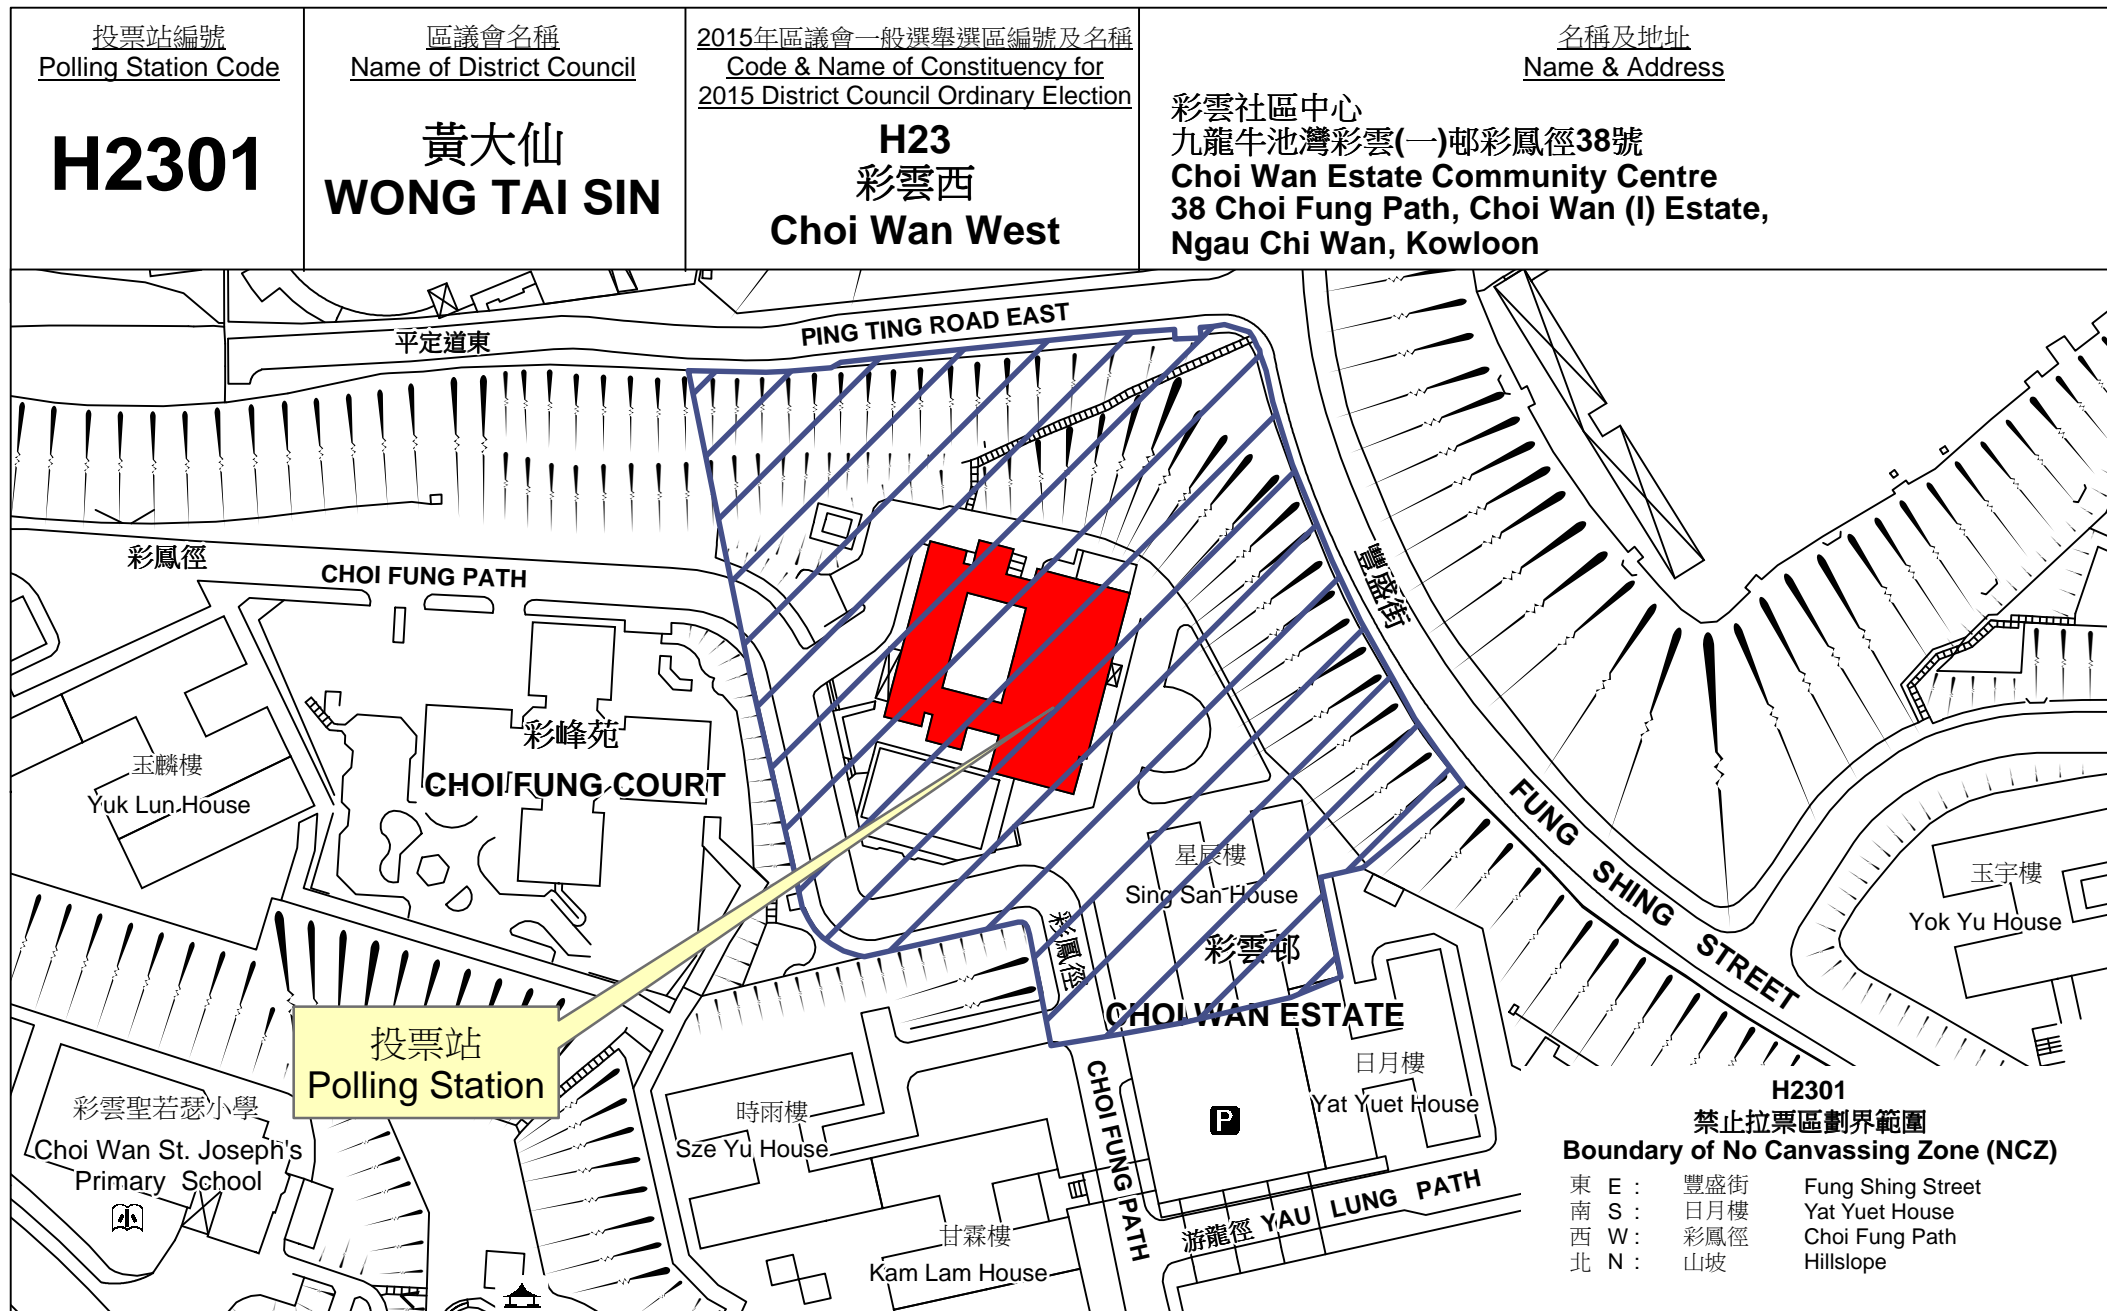 投票站編號
Polling Station Code
H2301
區議會名稱
Name of District Council
黃大仙
WONG TAI SIN
2015年區議會一般選舉選區編號及名稱
Code & Name of Constituency for
2015 District Council Ordinary Election
H23
彩雲西
Choi Wan West
名稱及地址
Name & Address
彩雲社區中心
九龍牛池灣彩雲(一)邨彩鳳徑38號
Choi Wan Estate Community Centre
38 Choi Fung Path, Choi Wan (I) Estate,
Ngau Chi Wan, Kowloon
平定道東
PING TING ROAD EAST
彩鳳徑
CHOI FUNG PATH
豐盛街
FUNG SHING STREET
彩峰苑
CHOI FUNG COURT
玉麟樓
Yuk Lun House
星辰樓
Sing San House
彩雲邨
CHOI WAN ESTATE
彩鳳徑
CHOI FUNG PATH
玉宇樓
Yok Yu House
投票站
Polling Station
日月樓
Yat Yuet House
P
時雨樓
Sze Yu House
彩雲聖若瑟小學
Choi Wan St. Joseph's
Primary School
甘霖樓
Kam Lam House
游龍徑 YAU LUNG PATH
H2301
禁止拉票區劃界範圍
Boundary of No Canvassing Zone (NCZ)
東 E : 豐盛街 Fung Shing Street
南 S : 日月樓 Yat Yuet House
西 W : 彩鳳徑 Choi Fung Path
北 N : 山坡 Hillslope